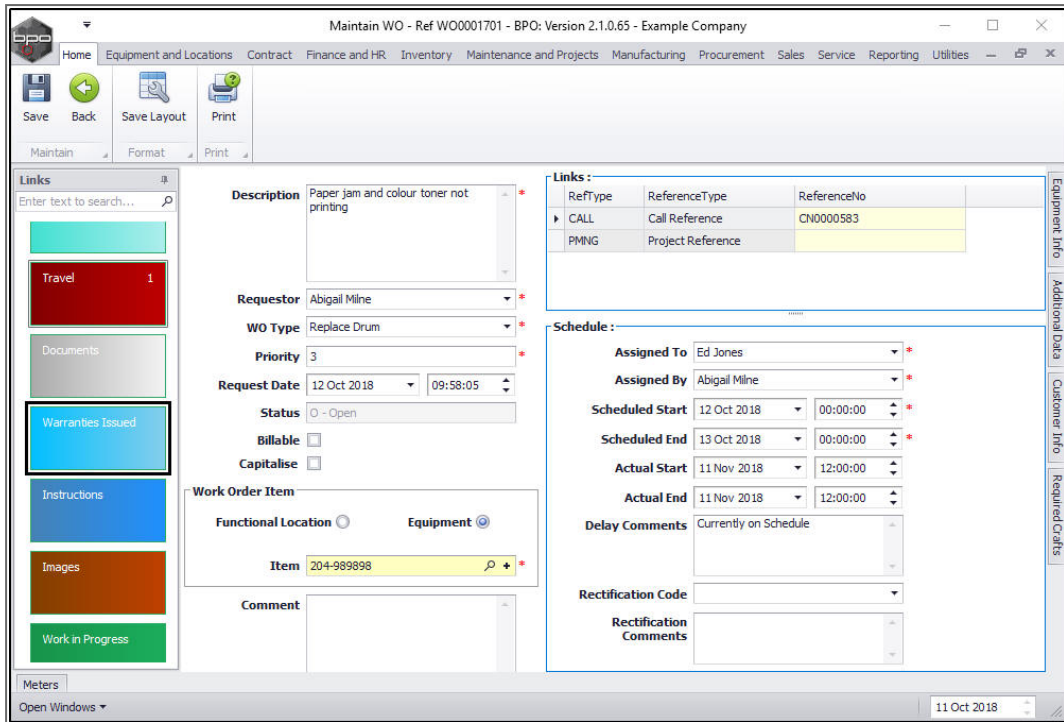 Maintain WO - Ref WO0001701 - BPO: Version 2.1.0.65 - Example Company
bpo
Home Equipment and Locations Contract Finance and HR Inventory Maintenance and Projects Manufacturing Procurement Sales Service Reporting Utilities
Save Back Save Layout Print
Maintain Format Print
Links
Enter text to search...
Travel 1
Documents
Warranties Issued
Instructions
Images
Work in Progress
Description Paper jam and colour toner not
printing
*
Requestor Abigail Milne *
WO Type Replace Drum *
Priority 3 *
Request Date 12 Oct 2018 09:58:05
Status O - Open
Billable
Capitalise
Work Order Item
Functional Location Equipment
Item 204-989898 *
Comment
Links :
RefType ReferenceType ReferenceNo
CALL Call Reference CN0000583
PMNG Project Reference
Schedule :
Assigned To Ed Jones *
Assigned By Abigail Milne *
Scheduled Start 12 Oct 2018 00:00:00 *
Scheduled End 13 Oct 2018 00:00:00 *
Actual Start 11 Nov 2018 12:00:00
Actual End 11 Nov 2018 12:00:00
Delay Comments Currently on Schedule
Rectification Code
Rectification
Comments
Equipment Info
Additional Data
Customer Info
Required Crafts
Meters
Open Windows 11 Oct 2018